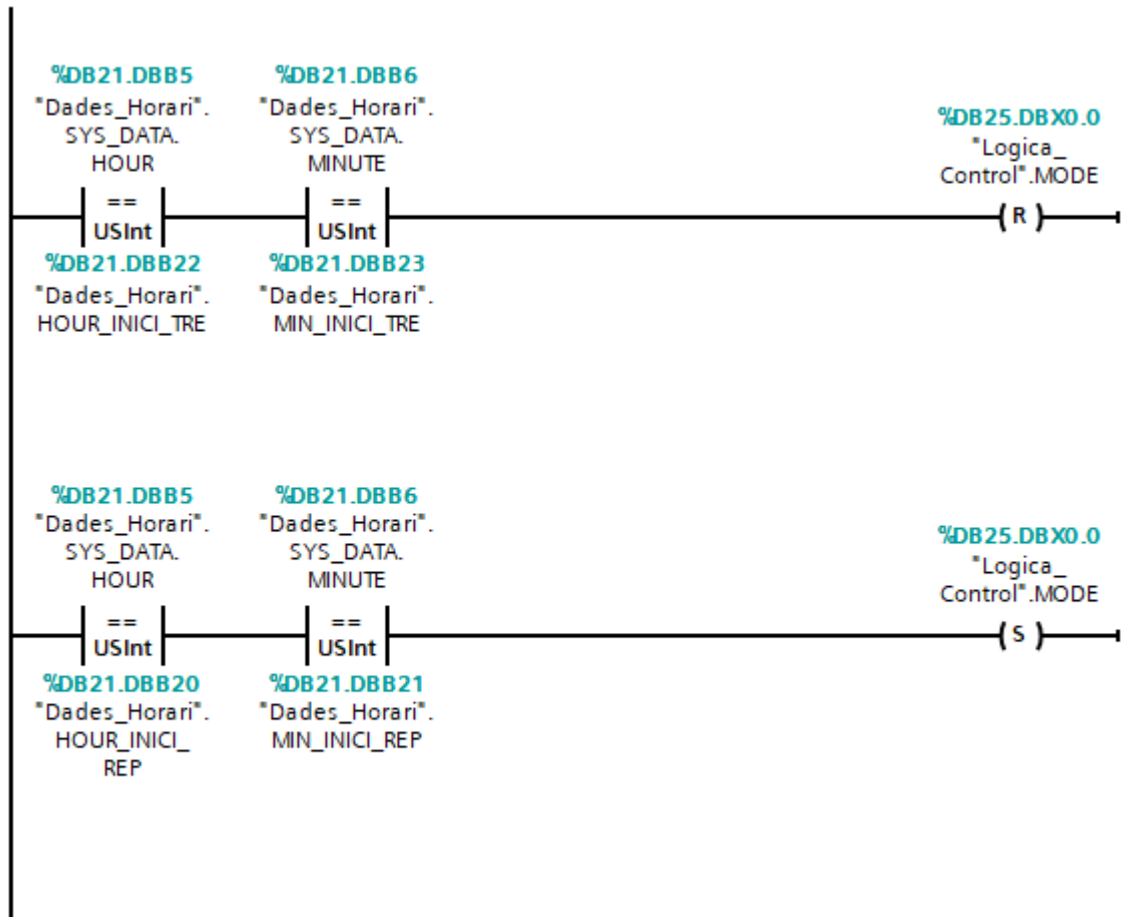 %DB21.DBB5
"Dades_Horari".
SYS_DATA.
HOUR
==
USInt
%DB21.DBB22
"Dades_Horari".
HOUR_INICI_TRE
%DB21.DBB6
"Dades_Horari".
SYS_DATA.
MINUTE
==
USInt
%DB21.DBB23
"Dades_Horari".
MIN_INICI_TRE
%DB25.DBX0.0
"Logica_
Control".MODE
( R )
%DB21.DBB5
"Dades_Horari".
SYS_DATA.
HOUR
==
USInt
%DB21.DBB20
"Dades_Horari".
HOUR_INICI_
REP
%DB21.DBB6
"Dades_Horari".
SYS_DATA.
MINUTE
==
USInt
%DB21.DBB21
"Dades_Horari".
MIN_INICI_REP
%DB25.DBX0.0
"Logica_
Control".MODE
( S )